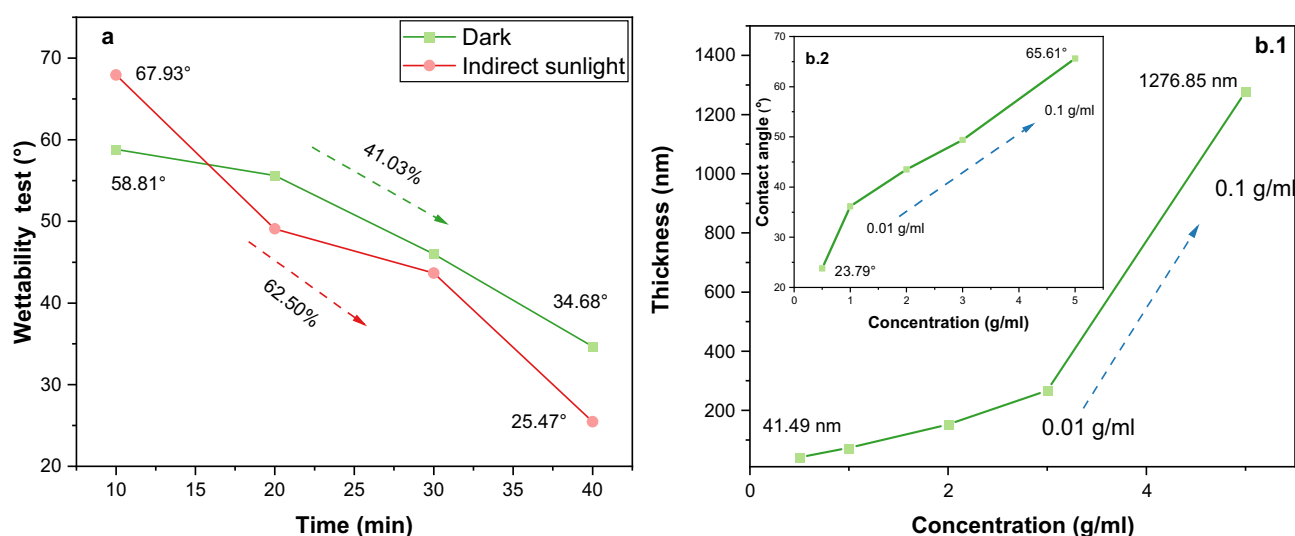 a
Dark
Indirect sunlight
67.93°
58.81°
41.03%
62.50%
34.68°
25.47°
70
60
50
40
30
20
10 15 20 25 30 35 40
Wettability test (°)
Time (min)
b.1
1400
1300
1200
1000
800
600
400
200
0 2 4
Thickness (nm)
Concentration (g/ml)
41.49 nm
1276.85 nm
0.01 g/ml
0.1 g/ml
b.2
70
60
50
40
30
20
0 1 2 3 4 5
Contact angle (°)
Concentration (g/ml)
65.61°
0.1 g/ml
0.01 g/ml
23.79°